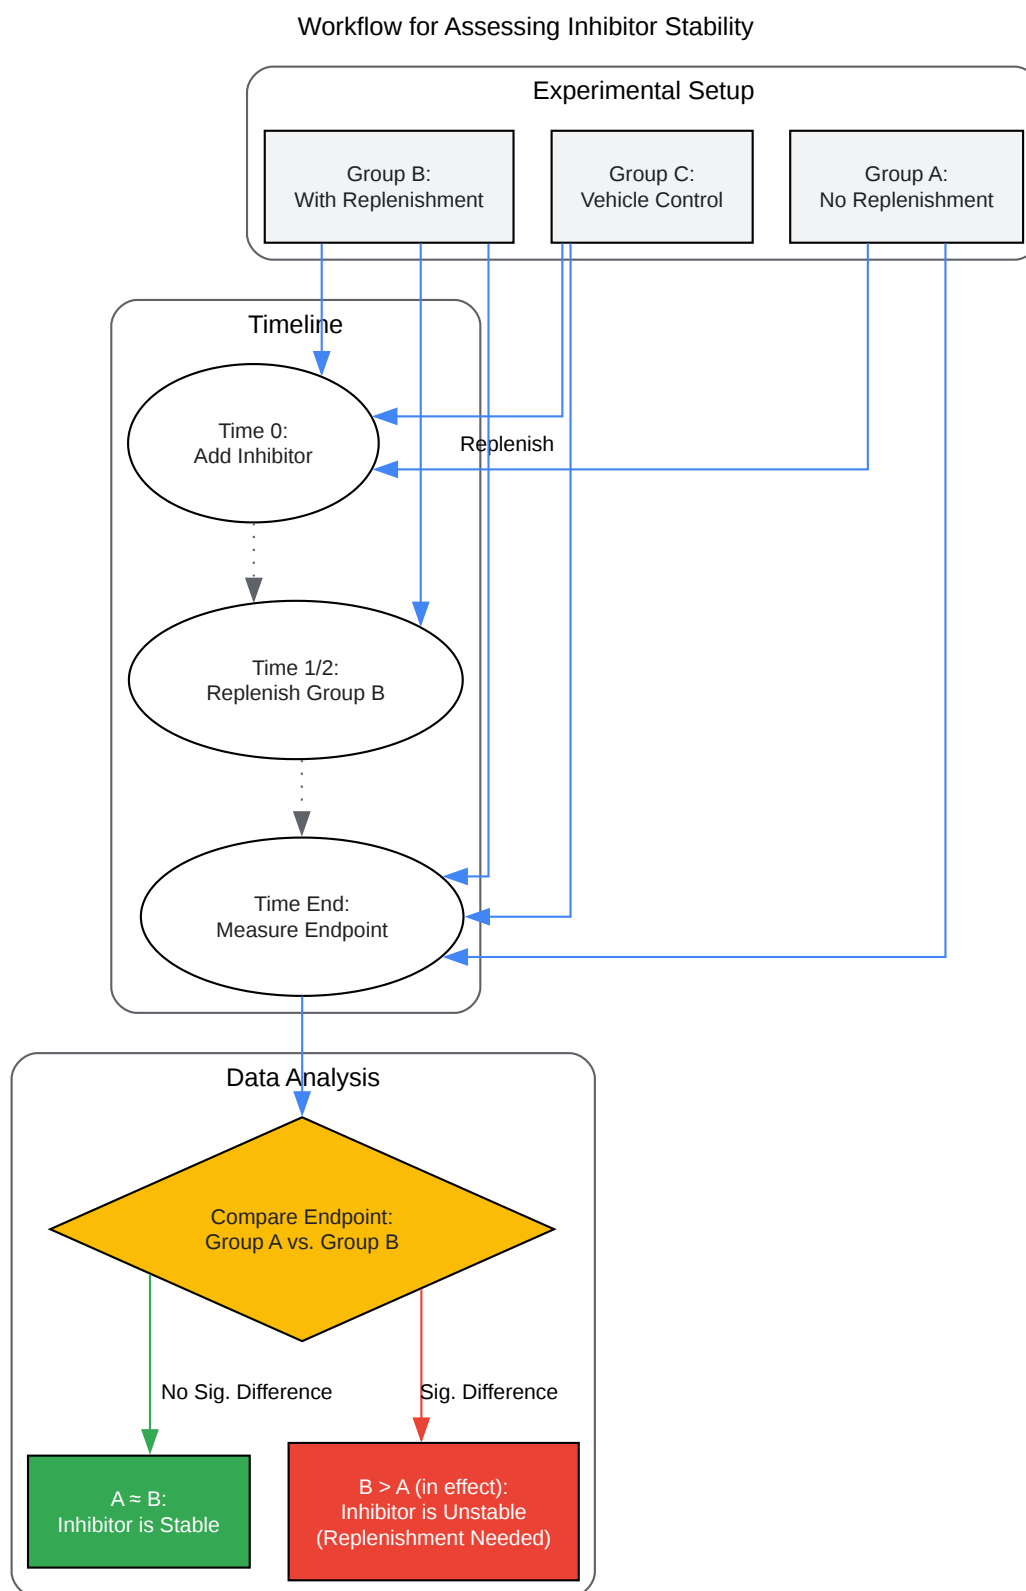 Workflow for Assessing Inhibitor Stability
Experimental Setup
Group B:
With Replenishment
Group C:
Vehicle Control
Group A:
No Replenishment
Timeline
Time 0:
Add Inhibitor
Replenish
Time 1/2:
Replenish Group B
Time End:
Measure Endpoint
Data Analysis
Compare Endpoint:
Group A vs. Group B
No Sig. Difference
Sig. Difference
A ≈ B:
Inhibitor is Stable
B > A (in effect):
Inhibitor is Unstable
(Replenishment Needed)